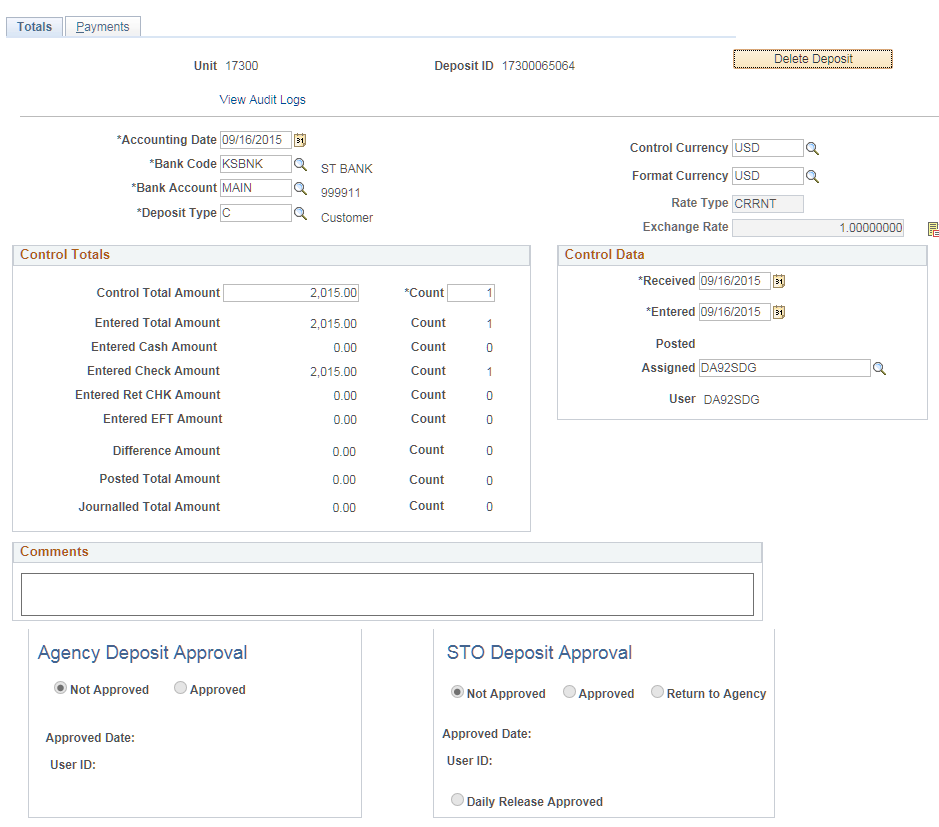 Totals Payments
Unit 17300 Deposit ID 17300065064 Delete Deposit
View Audit Logs
*Accounting Date 09/16/2015
*Bank Code KSBNK ST BANK
*Bank Account MAIN 999911
*Deposit Type C Customer
Control Currency USD
Format Currency USD
Rate Type CRRNT
Exchange Rate 1.00000000
Control Totals
Control Total Amount 2,015.00 *Count 1
Entered Total Amount 2,015.00 Count 1
Entered Cash Amount 0.00 Count 0
Entered Check Amount 2,015.00 Count 1
Entered Ret CHK Amount 0.00 Count 0
Entered EFT Amount 0.00 Count 0
Difference Amount 0.00 Count 0
Posted Total Amount 0.00 Count 0
Journalled Total Amount 0.00 Count 0
Control Data
*Received 09/16/2015
*Entered 09/16/2015
Posted
Assigned DA92SDG
User DA92SDG
Comments
Agency Deposit Approval
Not Approved Approved
Approved Date:
User ID:
STO Deposit Approval
Not Approved Approved Return to Agency
Approved Date:
User ID:
Daily Release Approved